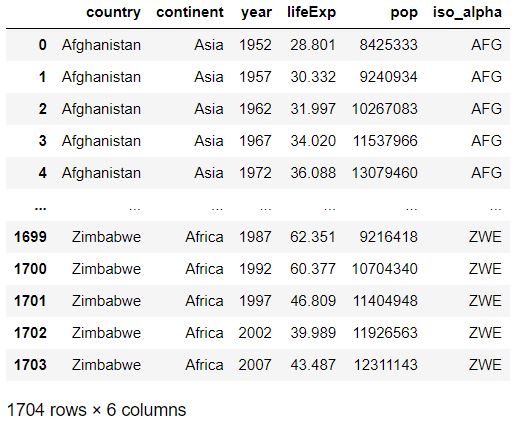 country continent year lifeExp pop iso_alpha
0 Afghanistan Asia 1952 28.801 8425333 AFG
1 Afghanistan Asia 1957 30.332 9240934 AFG
2 Afghanistan Asia 1962 31.997 10267083 AFG
3 Afghanistan Asia 1967 34.020 11537966 AFG
4 Afghanistan Asia 1972 36.088 13079460 AFG
... ... ... ... ... ... ...
1699 Zimbabwe Africa 1987 62.351 9216418 ZWE
1700 Zimbabwe Africa 1992 60.377 10704340 ZWE
1701 Zimbabwe Africa 1997 46.809 11404948 ZWE
1702 Zimbabwe Africa 2002 39.989 11926563 ZWE
1703 Zimbabwe Africa 2007 43.487 12311143 ZWE
1704 rows × 6 columns